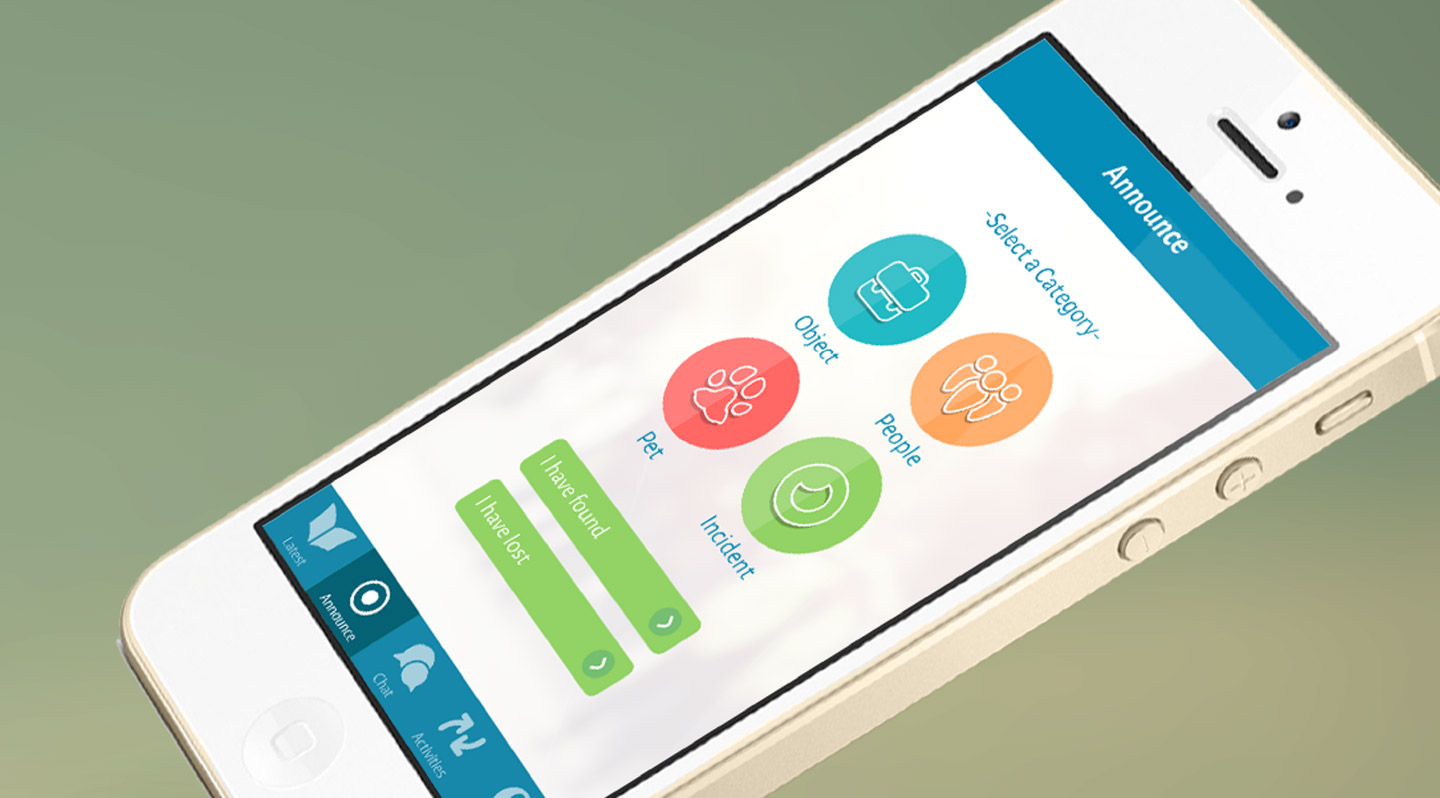 Announce
-Select a Category-
Object
People
Pet
Incident
I have found
I have lost
Latest
Announce
Chat
Activities